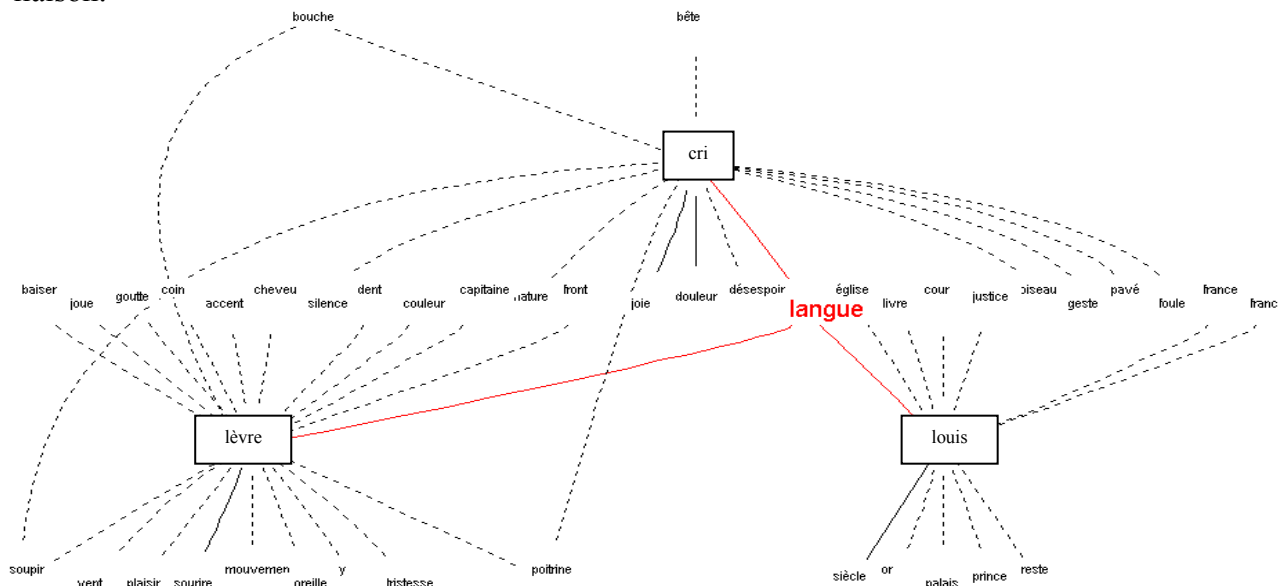 liaison.
bouche
bête
cri
baiser
joue
goutte
coin
accent
cheveu
silence
dent
couleur
capitaine
nature
front
joie
douleur
désespoir
langue
église
livre
cour
justice
oiseau
geste
pavé
foule
france
franc
lèvre
louis
soupir
vent
plaisir
sourire
mouvemen
oreille
y
tristesse
poitrine
siècle
or
palais
prince
reste